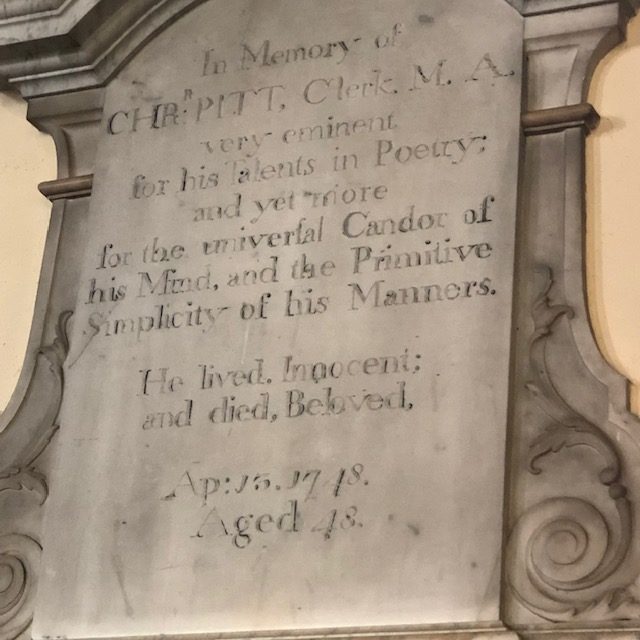 In Memory of
CHR.R PITT, Clerk, M. A.
very eminent
for his Talents in Poetry;
and yet more
for the univerſal Candor of
his Mind, and the Primitive
Simplicity of his Manners.
He lived, Innocent;
and died, Beloved,
Ap: 13. 1748.
Aged 48.